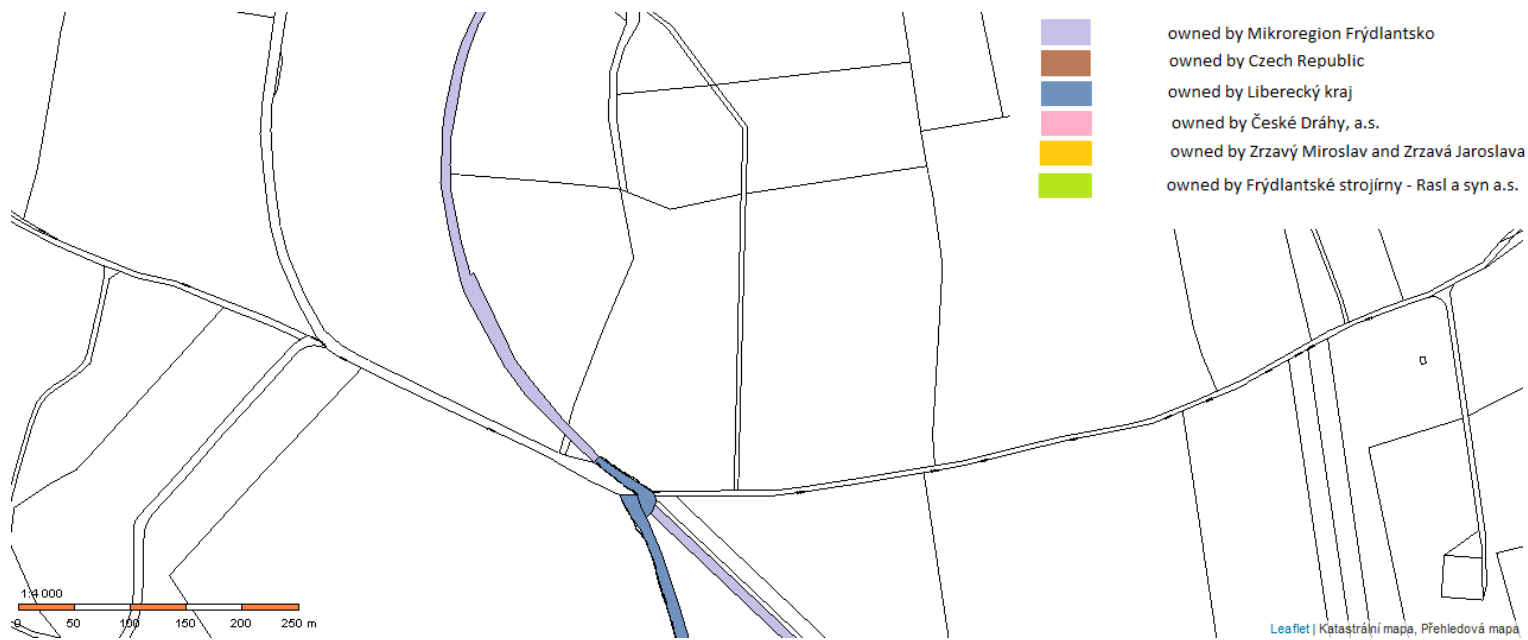 owned by Mikroregion Frýdlantsko
owned by Czech Republic
owned by Liberecký kraj
owned by České Dráhy, a.s.
owned by Zrzavý Miroslav and Zrzavá Jaroslava
owned by Frýdlantské strojírny - Rasl a syn a.s.
1:4 000
0 50 100 150 200 250 m
Leaflet | Katastrální mapa, Přehledová mapa